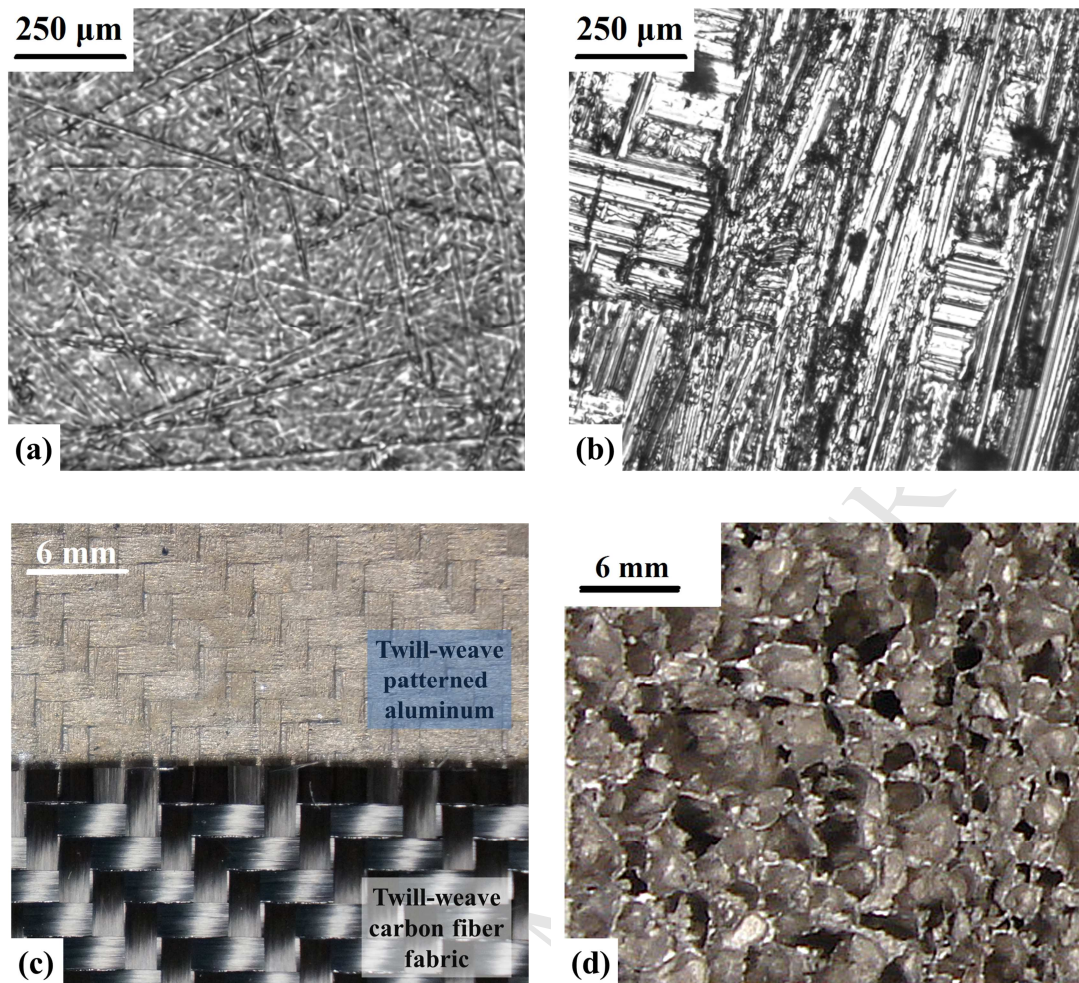 250 μm
250 μm
(a)
(b)
6 mm
6 mm
Twill-weave
patterned
aluminum
Twill-weave
carbon fiber
fabric
(c)
(d)